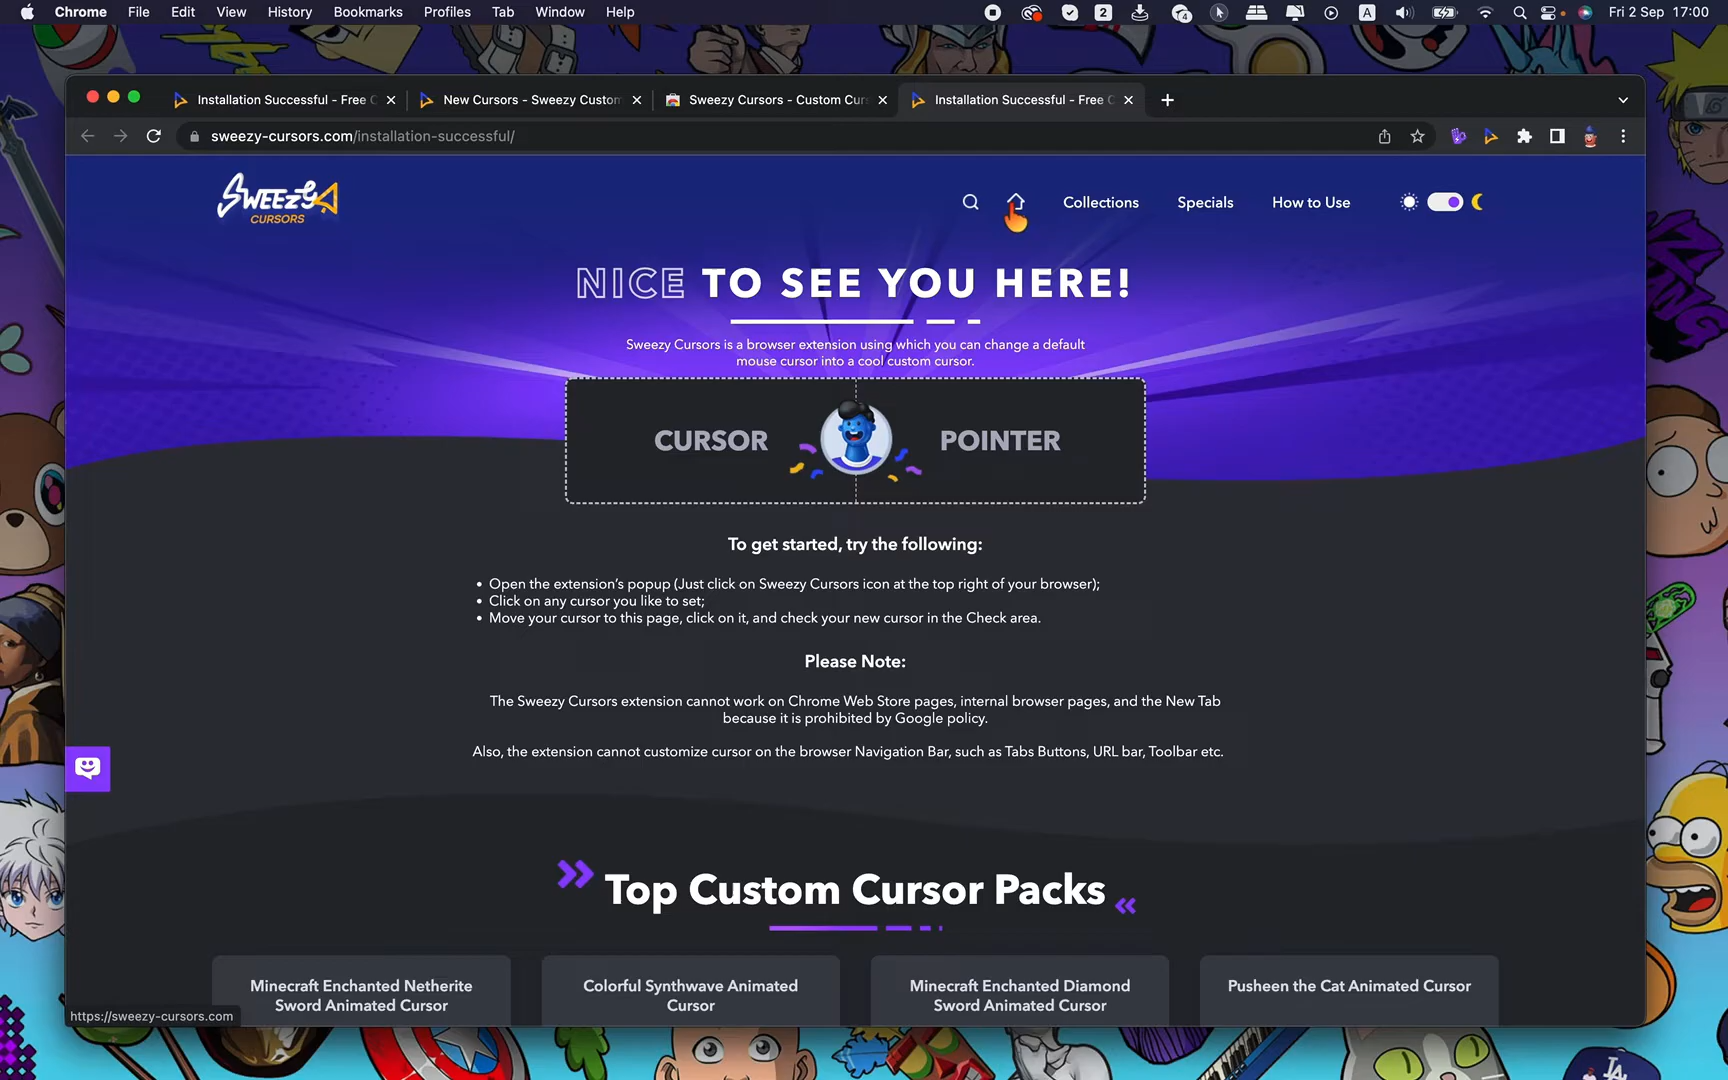 Chrome File Edit View History Bookmarks Profiles Tab Window Help 2 4 A Fri 2 Sep 17:00
Installation Successful - Free C New Cursors - Sweezy Custom Sweezy Cursors - Custom Cur Installation Successful - Free C
sweezy-cursors.com/installation-successful/
SWEEZY
CURSORS
Collections Specials How to Use
NICE TO SEE YOU HERE!
Sweezy Cursors is a browser extension using which you can change a default
mouse cursor into a cool custom cursor.
CURSOR POINTER
To get started, try the following:
Open the extension's popup (Just click on Sweezy Cursors icon at the top right of your browser);
Click on any cursor you like to set;
Move your cursor to this page, click on it, and check your new cursor in the Check area.
Please Note:
The Sweezy Cursors extension cannot work on Chrome Web Store pages, internal browser pages, and the New Tab
because it is prohibited by Google policy.
Also, the extension cannot customize cursor on the browser Navigation Bar, such as Tabs Buttons, URL bar, Toolbar etc.
Top Custom Cursor Packs
Minecraft Enchanted Netherite
Sword Animated Cursor
Colorful Synthwave Animated
Cursor
Minecraft Enchanted Diamond
Sword Animated Cursor
Pusheen the Cat Animated Cursor
https://sweezy-cursors.com
LA